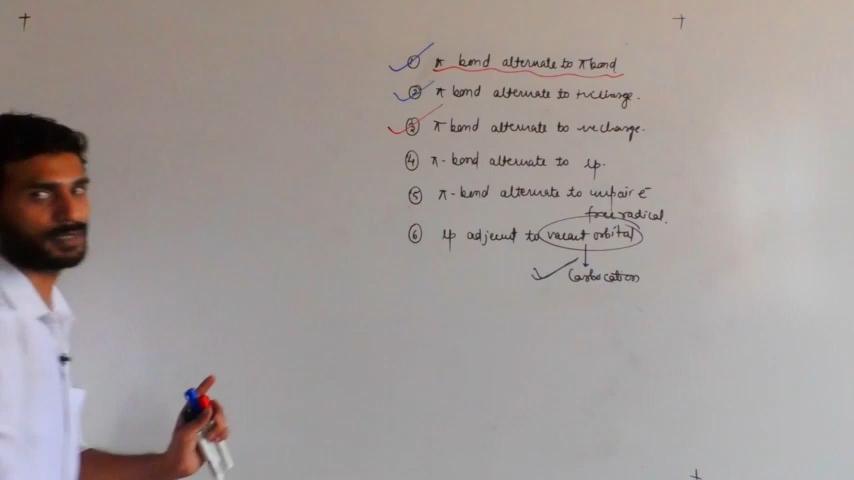 ① π bond alternate to π bond
② π bond alternate to +ve charge.
③ π bond alternate to -ve charge.
④ π-bond alternate to lp.
⑤ π-bond alternate to unpair e⁻
free radical.
⑥ lp adjecent to vacant orbital
Carbocation